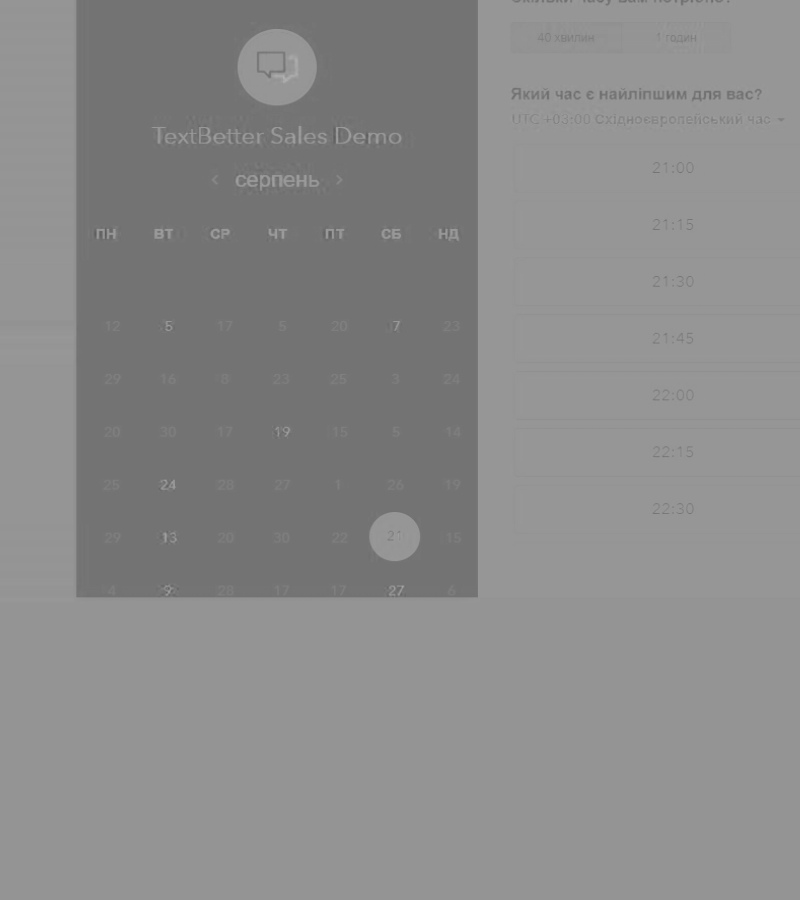 TextBetter Sales Demo
< серпень >
ПН ВТ СР ЧТ ПТ СБ НД
12 5 17 5 20 7 23
29 16 8 23 25 3 24
20 30 17 19 15 5 14
25 24 28 27 1 26 19
29 13 20 30 22 21 15
4 9 28 17 17 27 6
40 хвилин 1 годин
Який час є найліпшим для вас?
UTC +03:00 Східноєвропейський час
21:00
21:15
21:30
21:45
22:00
22:15
22:30